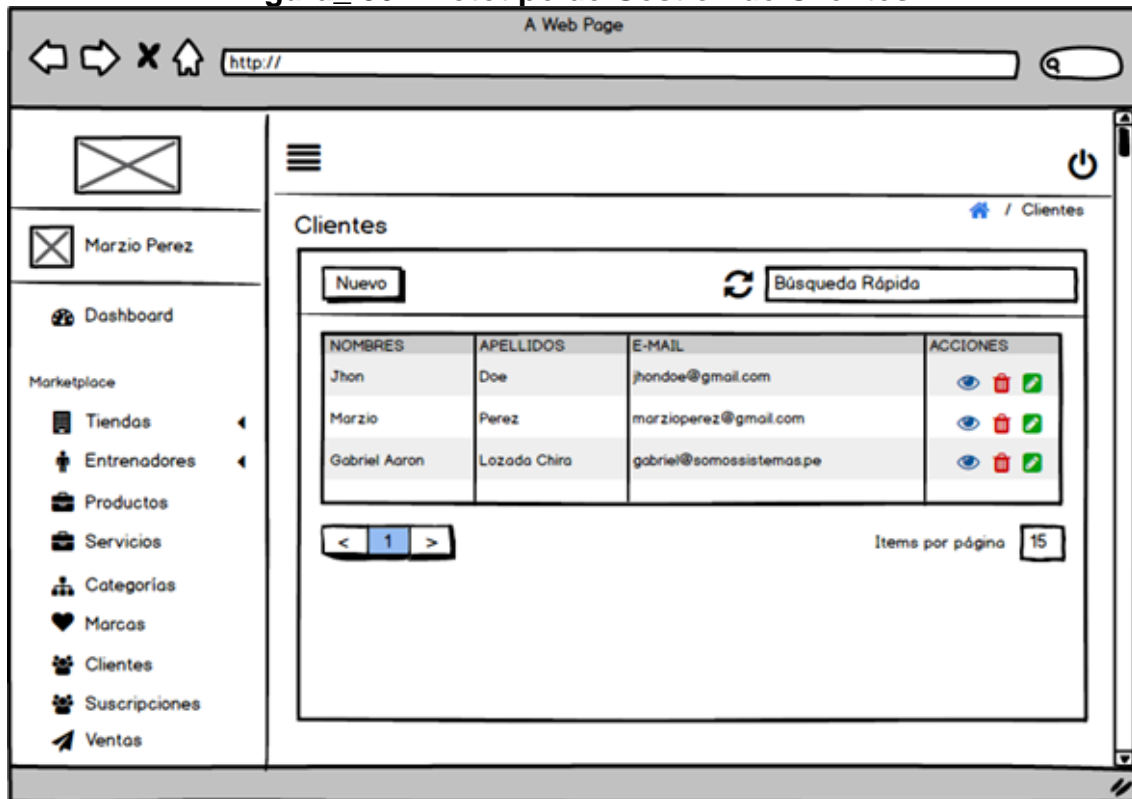 A Web Page
http://
Marzio Perez
Dashboard
Marketplace
Tiendas
Entrenadores
Productos
Servicios
Categorías
Marcas
Clientes
Suscripciones
Ventas
/ Clientes
Clientes
Nuevo
Búsqueda Rápida
NOMBRES APELLIDOS E-MAIL ACCIONES
Jhon Doe jhondoe@gmail.com
Marzio Perez marzioperez@gmail.com
Gabriel Aaron Lozada Chira gabriel@somossistemas.pe
< 1 > Items por página 15